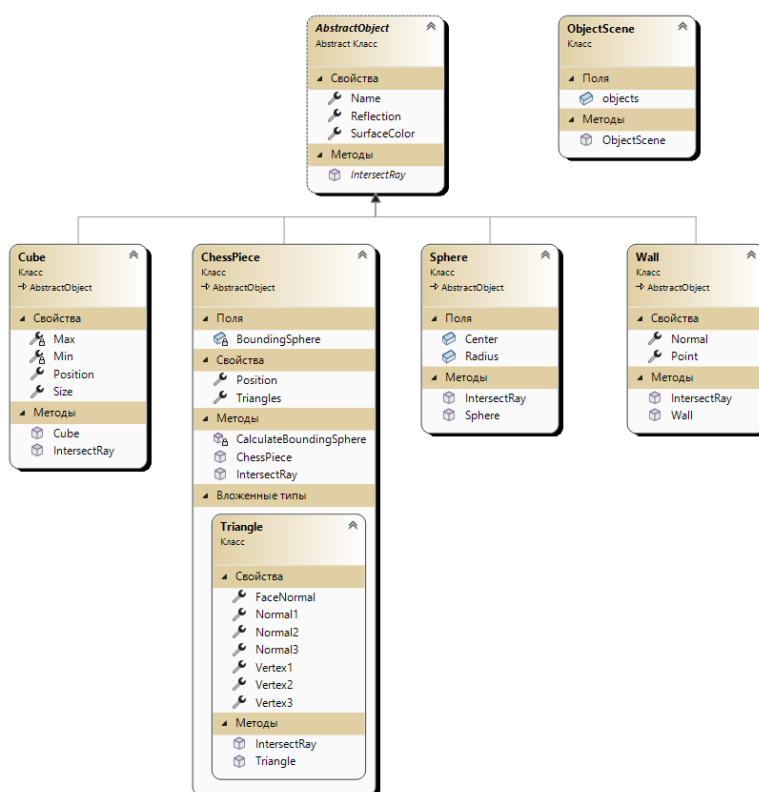 AbstractObject
Abstract Класс
Свойства
Name
Reflection
SurfaceColor
Методы
IntersectRay
ObjectScene
Класс
Поля
objects
Методы
ObjectScene
Cube
Класс
AbstractObject
Свойства
Max
Min
Position
Size
Методы
Cube
IntersectRay
ChessPiece
Класс
AbstractObject
Поля
BoundingSphere
Свойства
Position
Triangles
Методы
CalculateBoundingSphere
ChessPiece
IntersectRay
Вложенные типы
Triangle
Класс
Свойства
FaceNormal
Normal1
Normal2
Normal3
Vertex1
Vertex2
Vertex3
Методы
IntersectRay
Triangle
Sphere
Класс
AbstractObject
Поля
Center
Radius
Методы
IntersectRay
Sphere
Wall
Класс
AbstractObject
Свойства
Normal
Point
Методы
IntersectRay
Wall